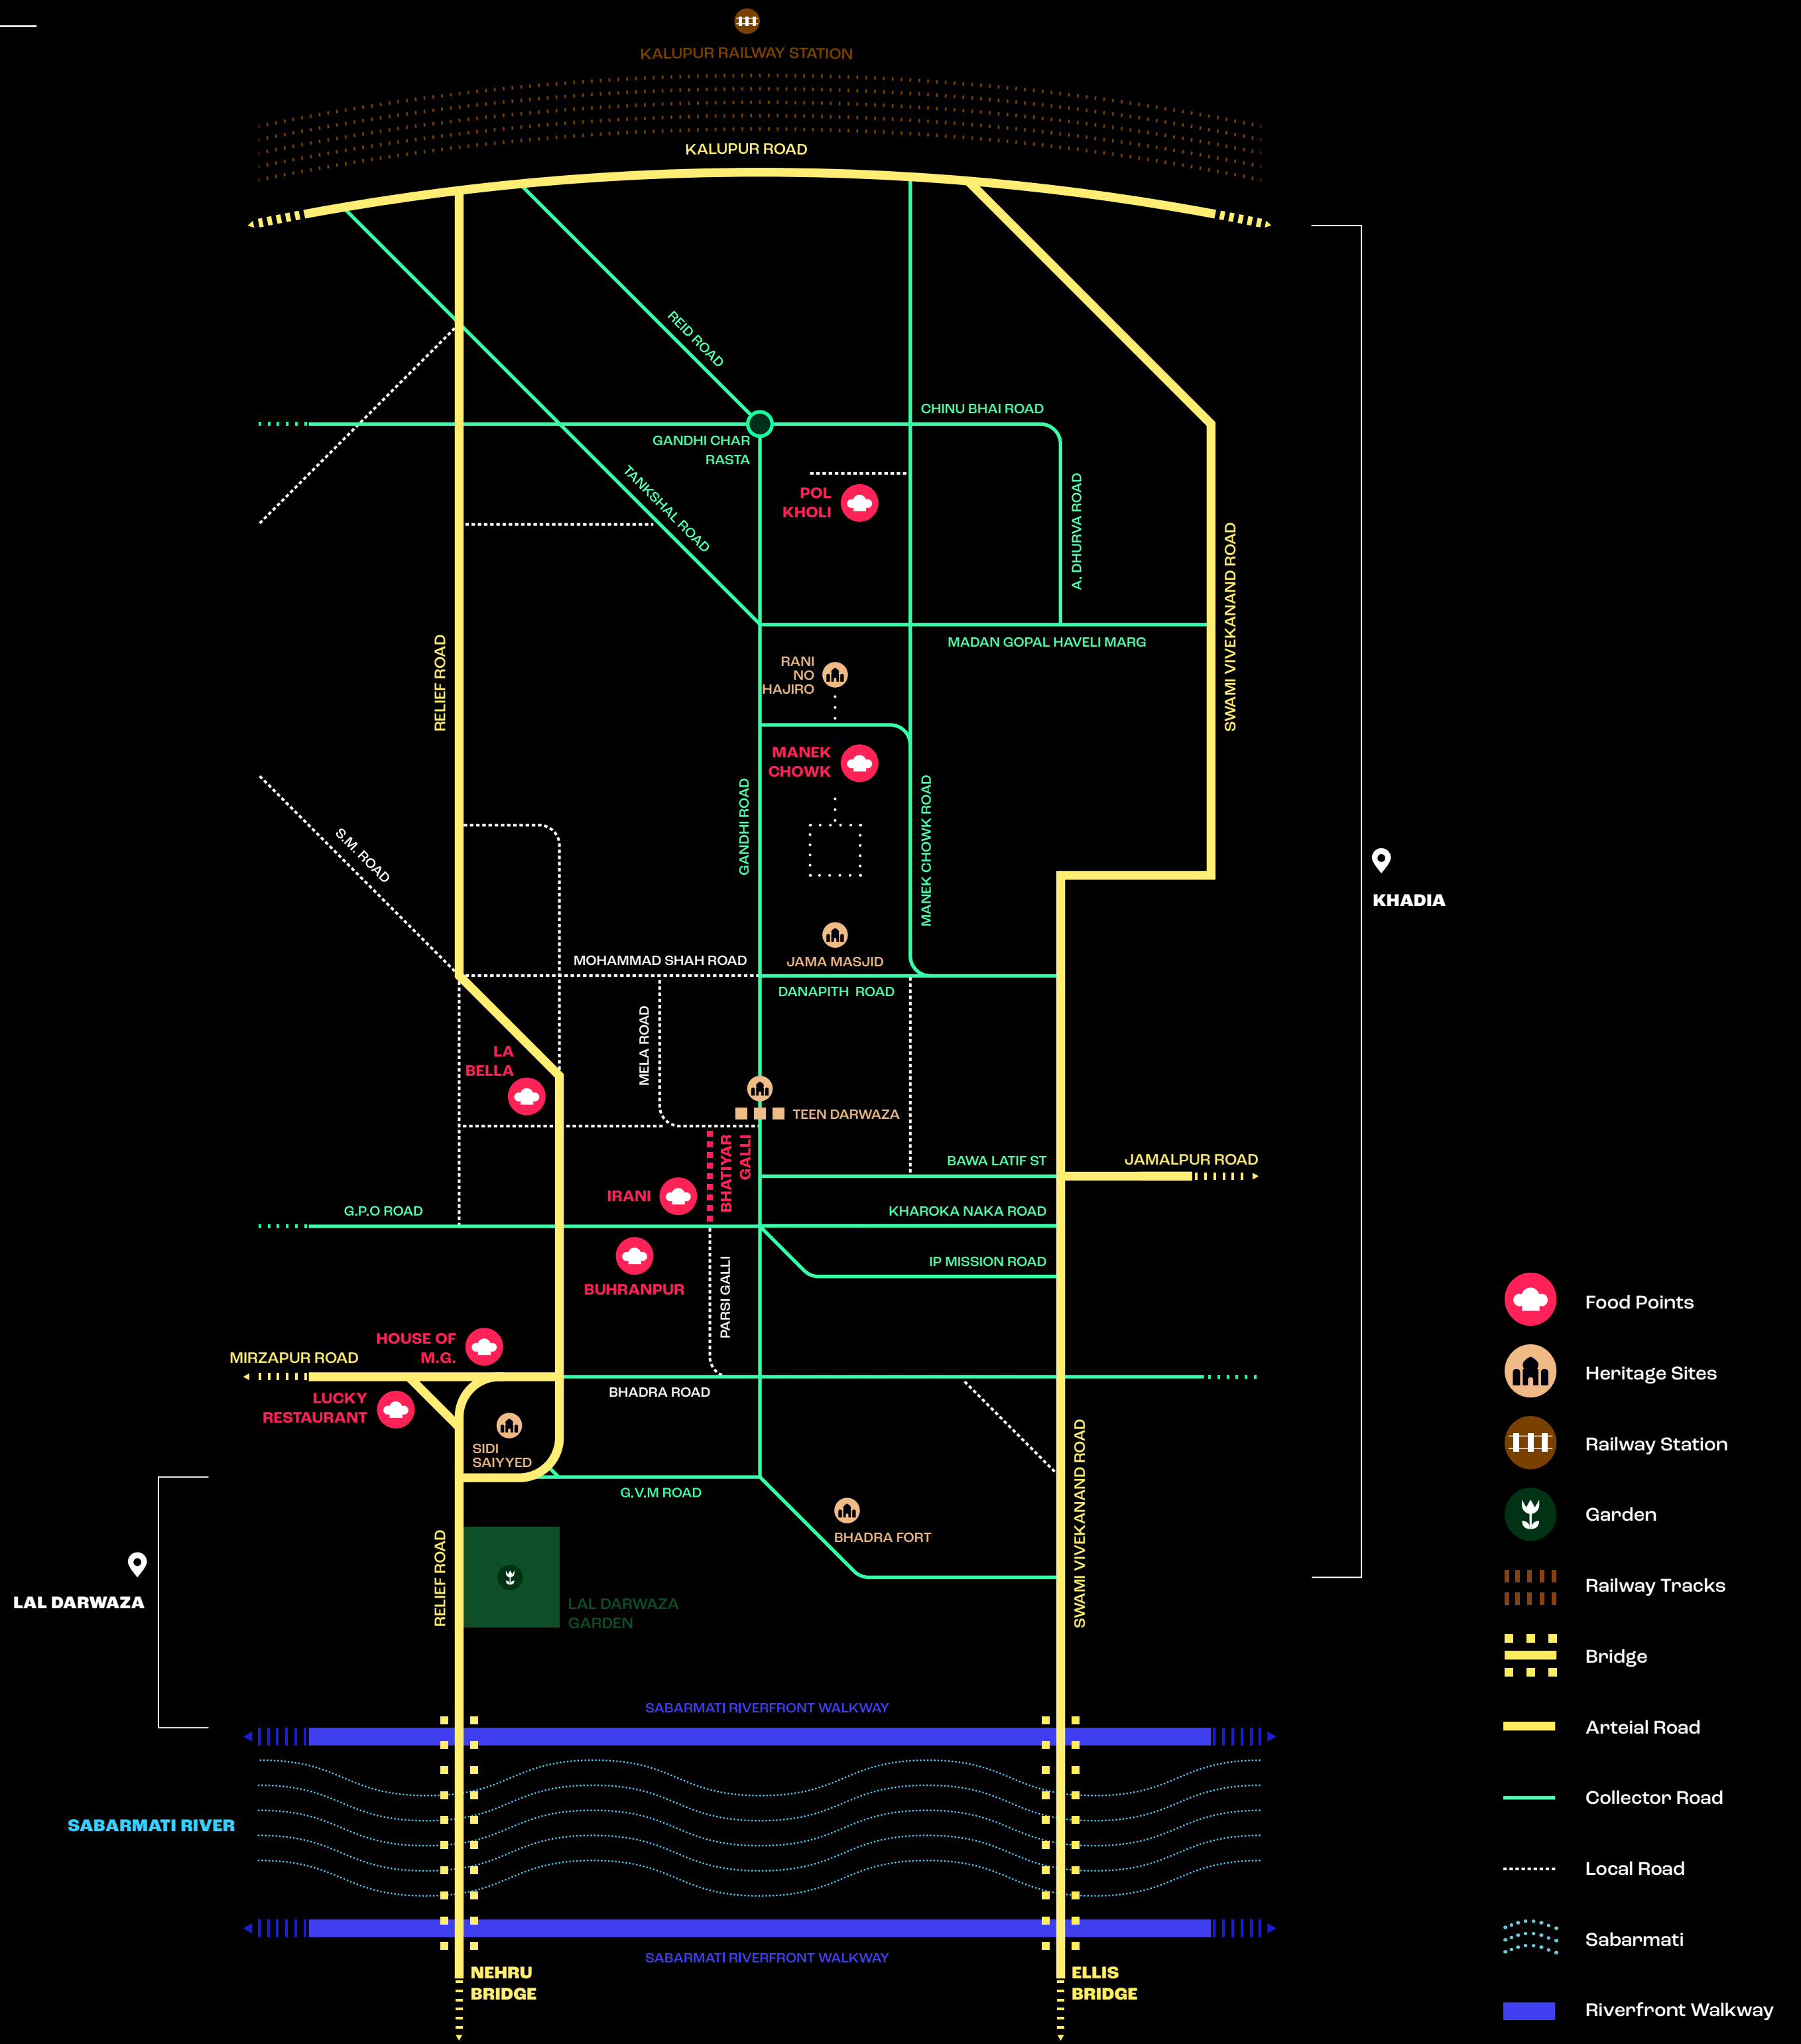 KALUPUR RAILWAY STATION
KALUPUR ROAD
REID ROAD
CHINU BHAI ROAD
GANDHI CHAR
RASTA
TANKSHAL ROAD
POL
KHOLI
A. DHURVA ROAD
SWAMI VIVEKANAND ROAD
RELIEF ROAD
MADAN GOPAL HAVELI MARG
RANI
NO
HAJIRO
MANEK
CHOWK
GANDHI ROAD
MANEK CHOWK ROAD
S.M. ROAD
KHADIA
MOHAMMAD SHAH ROAD
JAMA MASJID
DANAPITH ROAD
MELA ROAD
LA
BELLA
TEEN DARWAZA
BHATIYAR
GALLI
BAWA LATIF ST
JAMALPUR ROAD
IRANI
G.P.O ROAD
KHAROKA NAKA ROAD
IP MISSION ROAD
BUHRANPUR
PARSI GALLI
HOUSE OF
M.G.
MIRZAPUR ROAD
BHADRA ROAD
LUCKY
RESTAURANT
SIDI
SAIYYED
G.V.M ROAD
BHADRA FORT
SWAMI VIVEKANAND ROAD
RELIEF ROAD
LAL DARWAZA
LAL DARWAZA
GARDEN
SABARMATI RIVERFRONT WALKWAY
SABARMATI RIVER
SABARMATI RIVERFRONT WALKWAY
NEHRU
BRIDGE
ELLIS
BRIDGE
Food Points
Heritage Sites
Railway Station
Garden
Railway Tracks
Bridge
Arteial Road
Collector Road
Local Road
Sabarmati
Riverfront Walkway